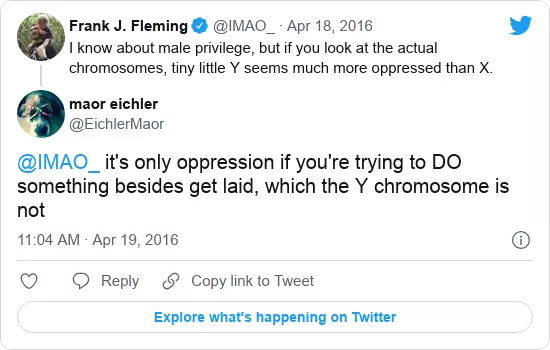 Frank J. Fleming @IMAO_ · Apr 18, 2016
I know about male privilege, but if you look at the actual
chromosomes, tiny little Y seems much more oppressed than X.
maor eichler
@EichlerMaor
@IMAO_ it's only oppression if you're trying to DO
something besides get laid, which the Y chromosome is
not
11:04 AM · Apr 19, 2016
Reply Copy link to Tweet
Explore what's happening on Twitter